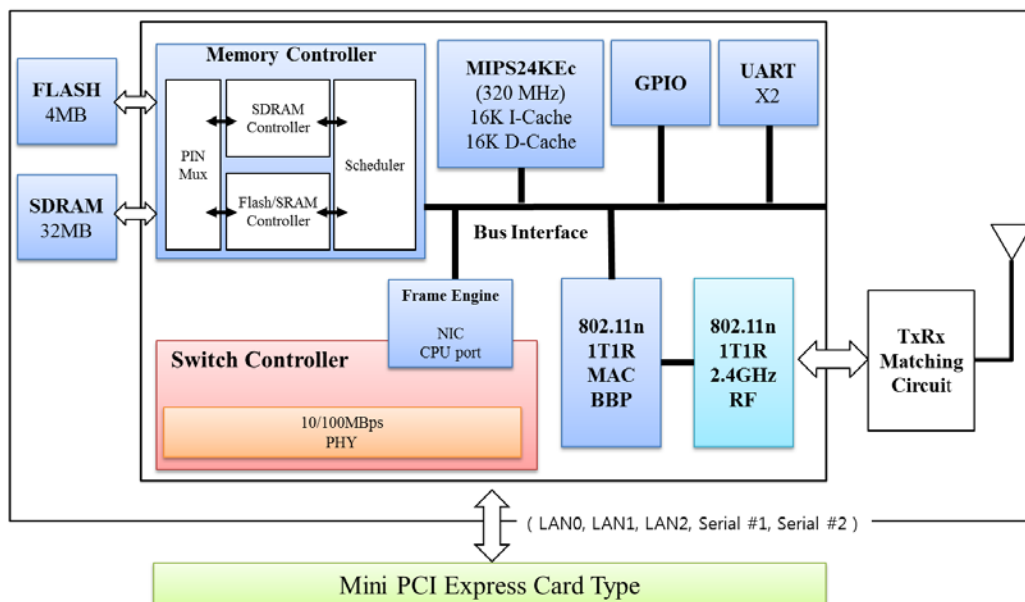 Memory Controller
FLASH
4MB
SDRAM
32MB
PIN
Mux
SDRAM
Controller
Flash/SRAM
Controller
Scheduler
MIPS24KEc
(320 MHz)
16K I-Cache
16K D-Cache
GPIO
UART
X2
Bus Interface
Frame Engine
NIC
CPU port
Switch Controller
10/100MBps
PHY
802.11n
1T1R
MAC
BBP
802.11n
1T1R
2.4GHz
RF
TxRx
Matching
Circuit
( LAN0, LAN1, LAN2, Serial #1, Serial #2 )
Mini PCI Express Card Type